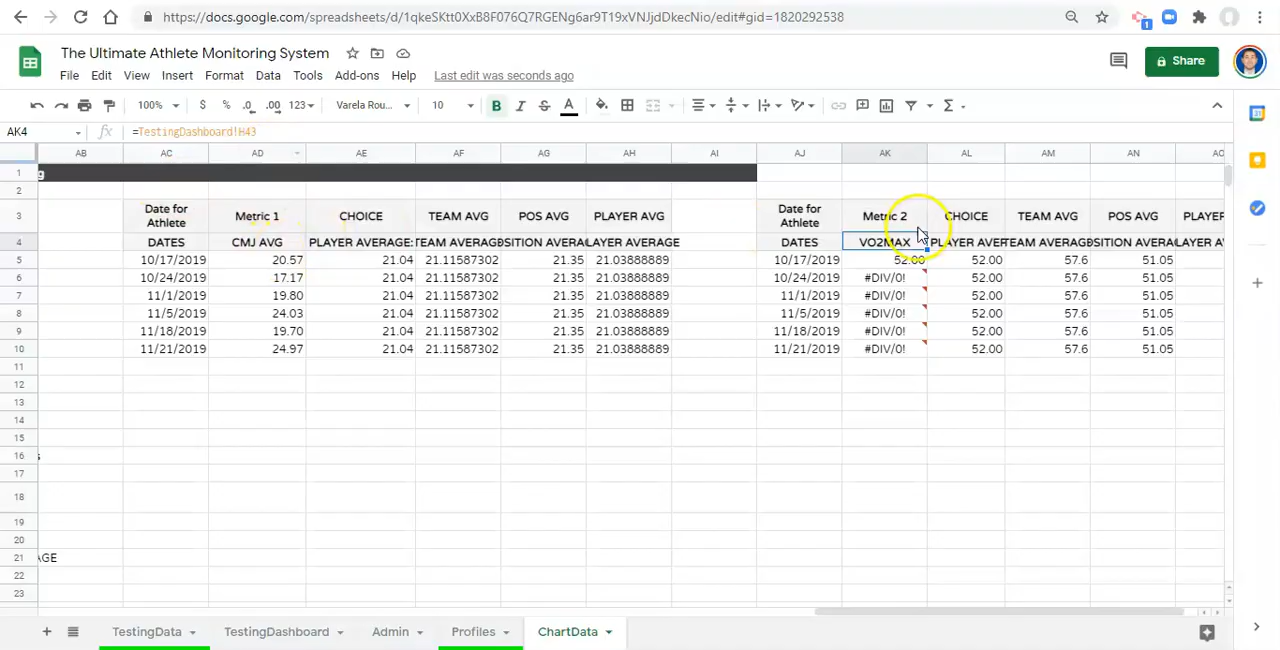 https://docs.google.com/spreadsheets/d/1qkeSKtt0XxB8F076Q7RGENg6ar9T19xVNJjdDkecNio/edit#gid=1820292538
1
The Ultimate Athlete Monitoring System
File Edit View Insert Format Data Tools Add-ons Help Last edit was seconds ago
Share
100% $ % .0 .00 123 Varela Rou... 10 B I S A
AK4 fx =TestingDashboard!H43
AB AC AD AE AF AG AH AI AJ AK AL AM AN AO
1 g
2
3 Date for Athlete Metric 1 CHOICE TEAM AVG POS AVG PLAYER AVG Date for Athlete Metric 2 CHOICE TEAM AVG POS AVG PLAYER
4 DATES CMJ AVG PLAYER AVERAGE: TEAM AVERAGE SITION AVERA LAYER AVERAGE DATES VO2MAX PLAYER AVER TEAM AVERAGE SITION AVERA LAYER A
5 10/17/2019 20.57 21.04 21.11587302 21.35 21.03888889 10/17/2019 52.00 52.00 57.6 51.05
6 10/24/2019 17.17 21.04 21.11587302 21.35 21.03888889 10/24/2019 #DIV/0! 52.00 57.6 51.05
7 11/1/2019 19.80 21.04 21.11587302 21.35 21.03888889 11/1/2019 #DIV/0! 52.00 57.6 51.05
8 11/5/2019 24.03 21.04 21.11587302 21.35 21.03888889 11/5/2019 #DIV/0! 52.00 57.6 51.05
9 11/18/2019 19.70 21.04 21.11587302 21.35 21.03888889 11/18/2019 #DIV/0! 52.00 57.6 51.05
10 11/21/2019 24.97 21.04 21.11587302 21.35 21.03888889 11/21/2019 #DIV/0! 52.00 57.6 51.05
11
12
13
14
15
16 s
17
18
19
20
21 AGE
22
23
TestingData TestingDashboard Admin Profiles ChartData